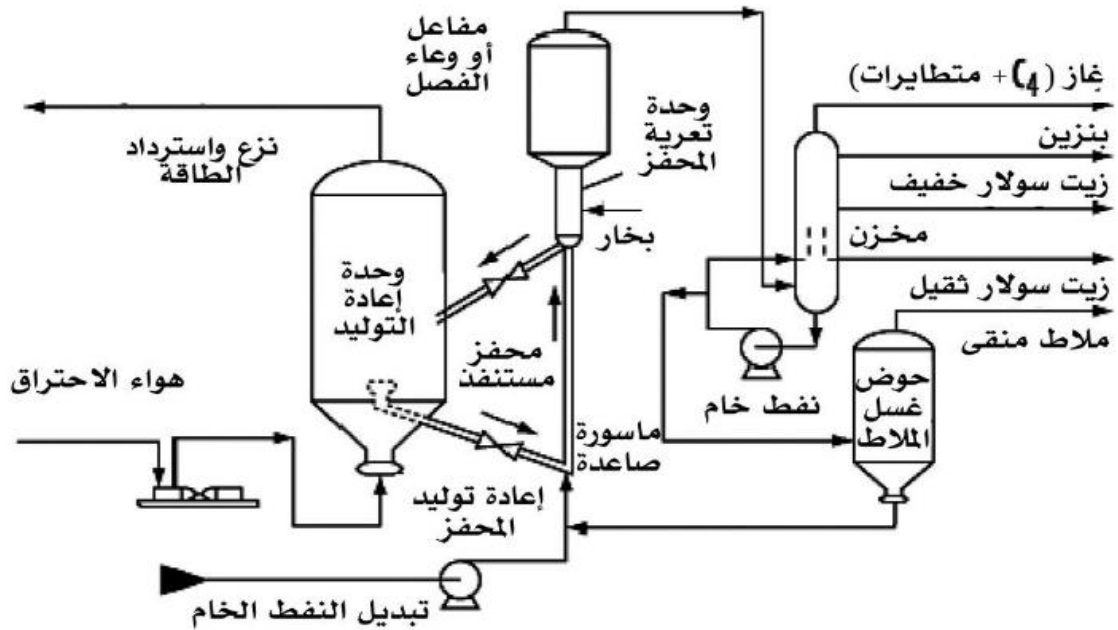 مفاعل
أو وعاء
الفصل
غاز (C4 + متطايرات)
وحدة
تعرية
المحفز
بنزين
نزع واسترداد
الطاقة
زيت سولار خفيف
بخار
مخزن
وحدة
إعادة
التوليد
زيت سولار ثقيل
ملاط منقى
محفز
مستنفذ
هواء الاحتراق
حوض
غسل
الملاط
نفط خام
ماسورة
صاعدة
إعادة توليد
المحفز
تبديل النفط الخام